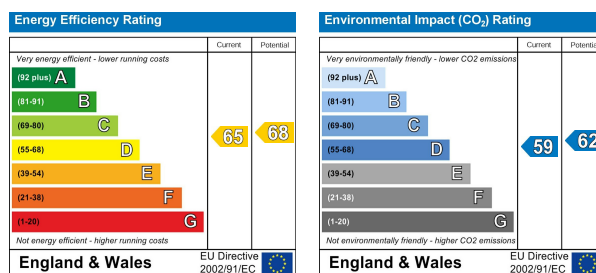 Energy Efficiency Rating
Current Potential
Very energy efficient - lower running costs
(92 plus) A
(81-91) B
(69-80) C
(55-68) D
(39-54) E
(21-38) F
(1-20) G
65 68
Not energy efficient - higher running costs
England & Wales
EU Directive
2002/91/EC
Environmental Impact (CO₂) Rating
Current Potential
Very environmentally friendly - lower CO2 emissions
(92 plus) A
(81-91) B
(69-80) C
(55-68) D
(39-54) E
(21-38) F
(1-20) G
59 62
Not environmentally friendly - higher CO2 emissions
England & Wales
EU Directive
2002/91/EC